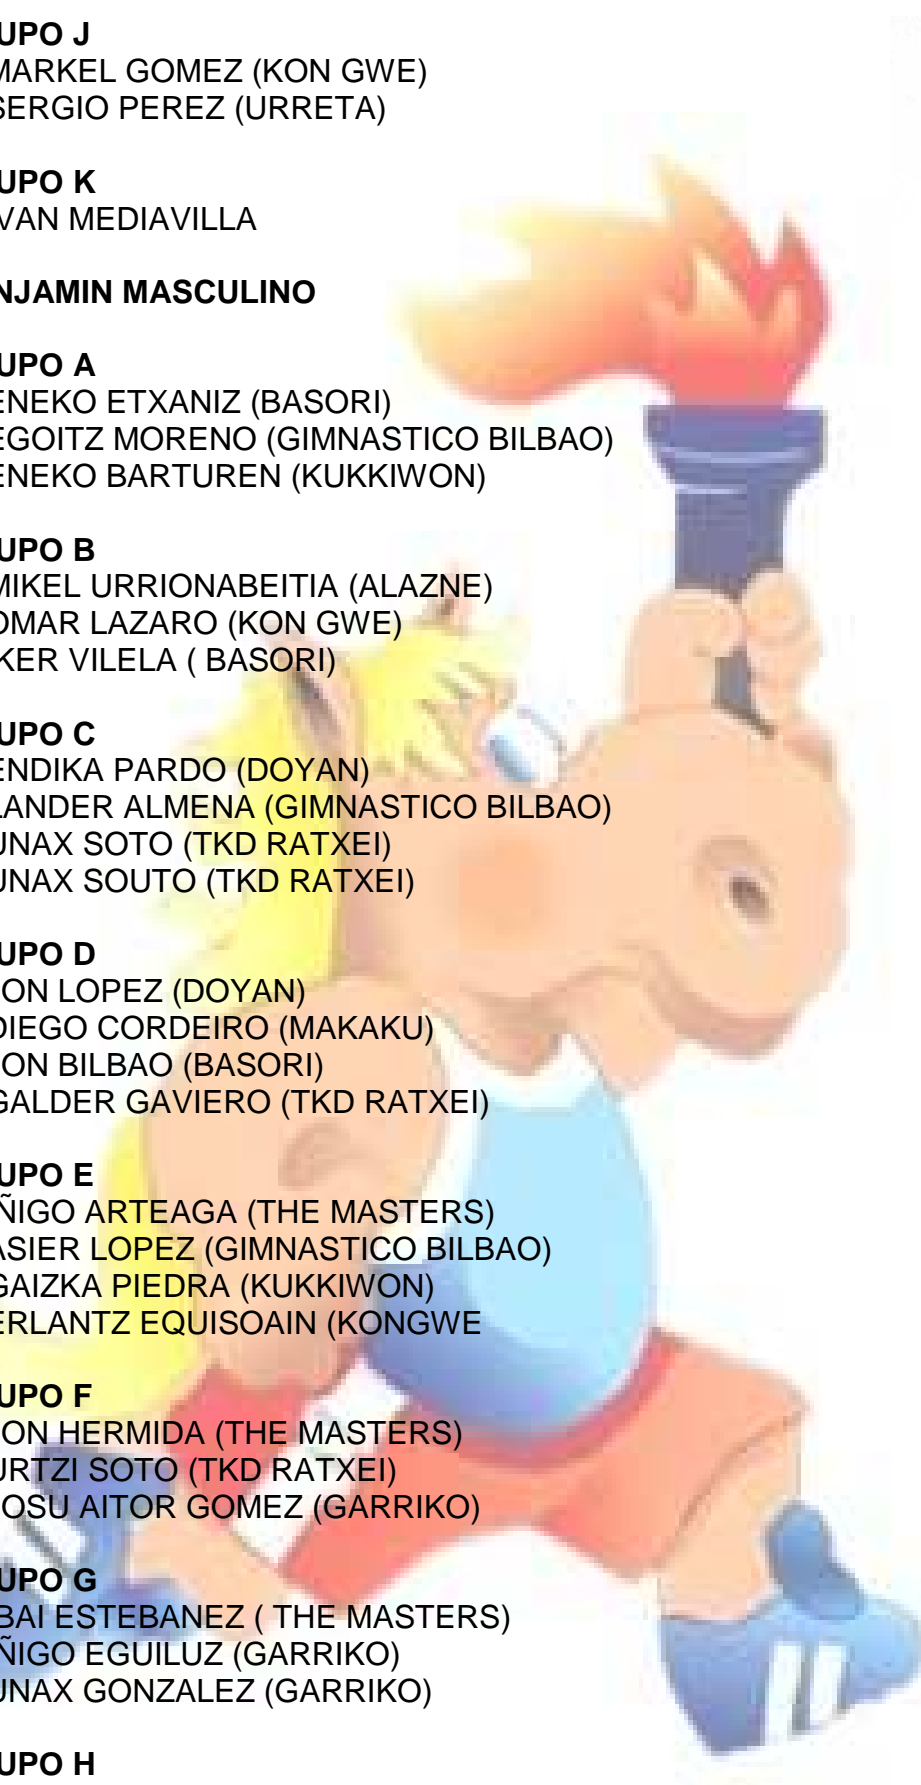 UPO J
MARKEL GOMEZ (KON GWE)
SERGIO PEREZ (URRETA)
UPO K
VAN MEDIAVILLA
NJAMIN MASCULINO
UPO A
ENEKO ETXANIZ (BASORI)
EGOITZ MORENO (GIMNASTICO BILBAO)
ENEKO BARTUREN (KUKKIWON)
UPO B
MIKEL URRIONABEITIA (ALAZNE)
OMAR LAZARO (KON GWE)
KER VILELA ( BASORI)
UPO C
ENDIKA PARDO (DOYAN)
LANDER ALMENA (GIMNASTICO BILBAO)
UNAX SOTO (TKD RATXEI)
UNAX SOUTO (TKD RATXEI)
UPO D
ON LOPEZ (DOYAN)
DIEGO CORDEIRO (MAKAKU)
ON BILBAO (BASORI)
GALDER GAVIERO (TKD RATXEI)
UPO E
ÑIGO ARTEAGA (THE MASTERS)
ASIER LOPEZ (GIMNASTICO BILBAO)
GAIZKA PIEDRA (KUKKIWON)
ERLANTZ EQUISOAIN (KONGWE
UPO F
ON HERMIDA (THE MASTERS)
URTZI SOTO (TKD RATXEI)
OSU AITOR GOMEZ (GARRIKO)
UPO G
BAI ESTEBANEZ ( THE MASTERS)
ÑIGO EGUILUZ (GARRIKO)
UNAX GONZALEZ (GARRIKO)
UPO H